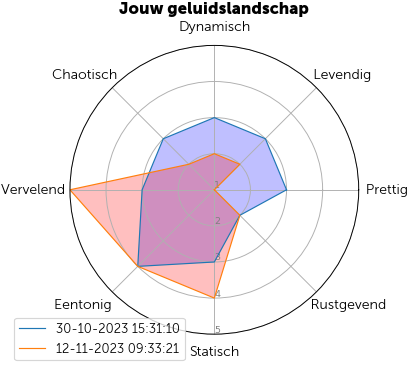 Jouw geluidslandschap
Dynamisch
Chaotisch
Levendig
Vervelend
Prettig
1
2
3
4
5
Eentonig
Rustgevend
Statisch
30-10-2023 15:31:10
12-11-2023 09:33:21